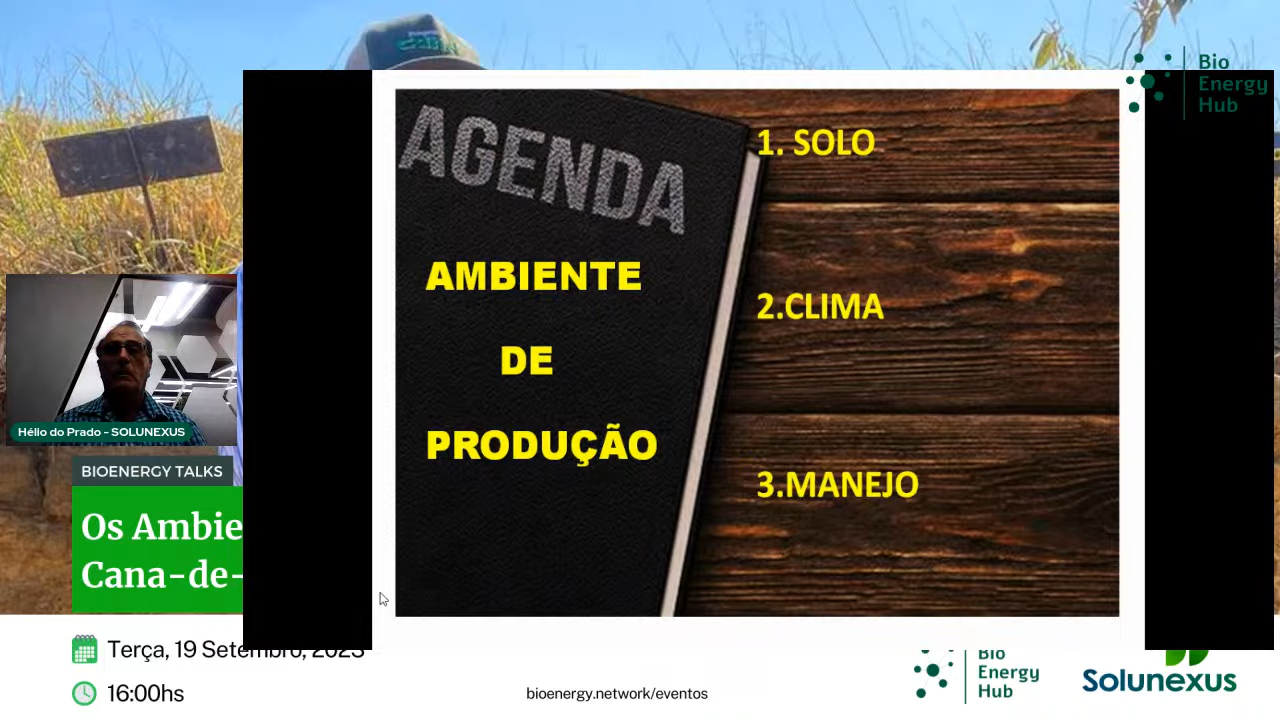 Bio
Energy
Hub
AGENDA
AMBIENTE
DE
PRODUÇÃO
1. SOLO
2.CLIMA
3.MANEJO
Hélio do Prado - SOLUNEXUS
BIOENERGY TALKS
Os Ambie
Cana-de-
Terça, 19 Setembro, 2023
16:00hs
bioenergy.network/eventos
Bio
Energy
Hub
Solunexus